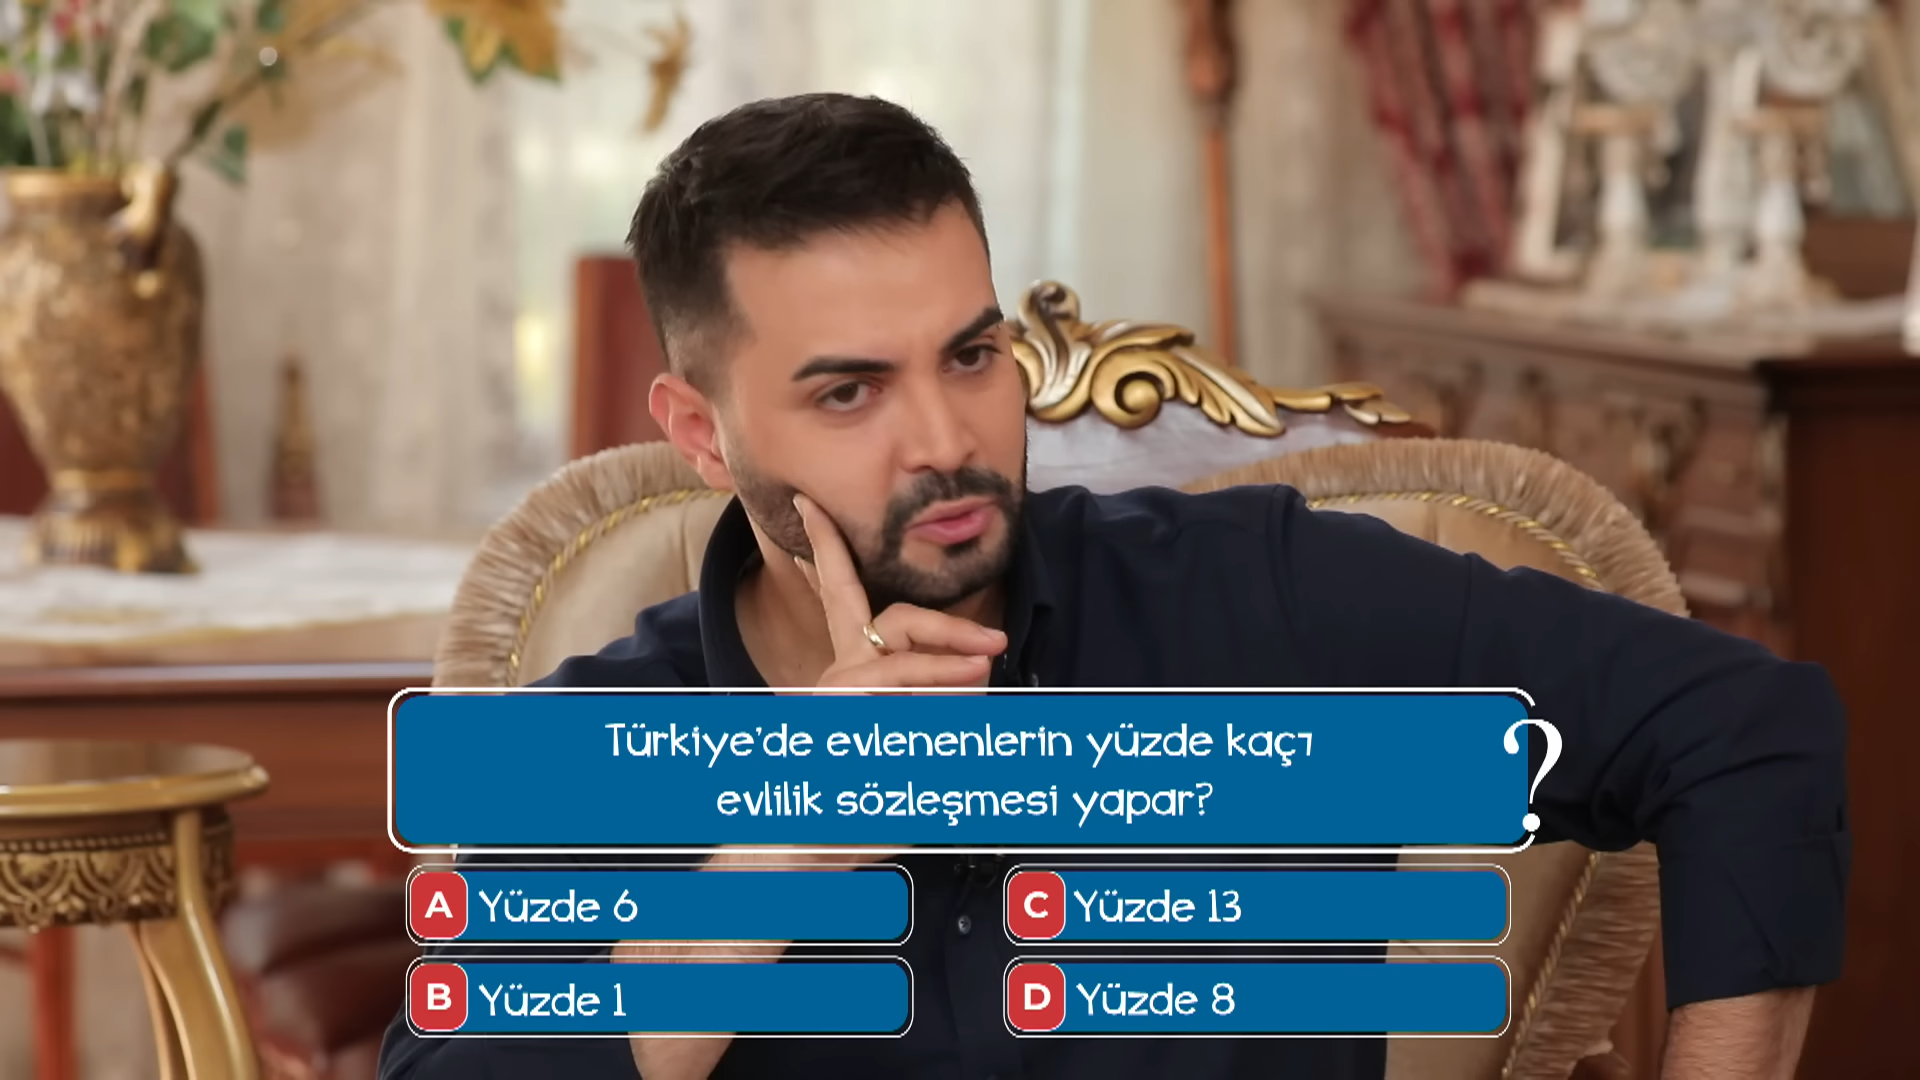 Türkiye'de evlenenlerin yüzde kaçı
evlilik sözleşmesi yapar?
?
A Yüzde 6
C Yüzde 13
B Yüzde 1
D Yüzde 8